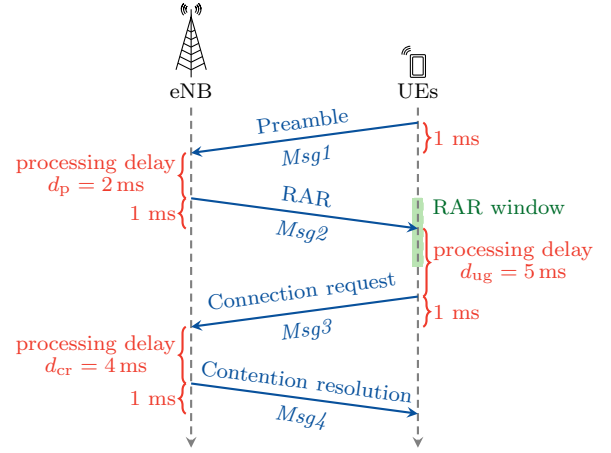 eNB
UEs
Preamble
1 ms
Msg1
processing delay
d_p = 2 ms
RAR
RAR window
1 ms
Msg2
processing delay
d_ug = 5 ms
Connection request
1 ms
Msg3
processing delay
d_cr = 4 ms
Contention resolution
1 ms
Msg4